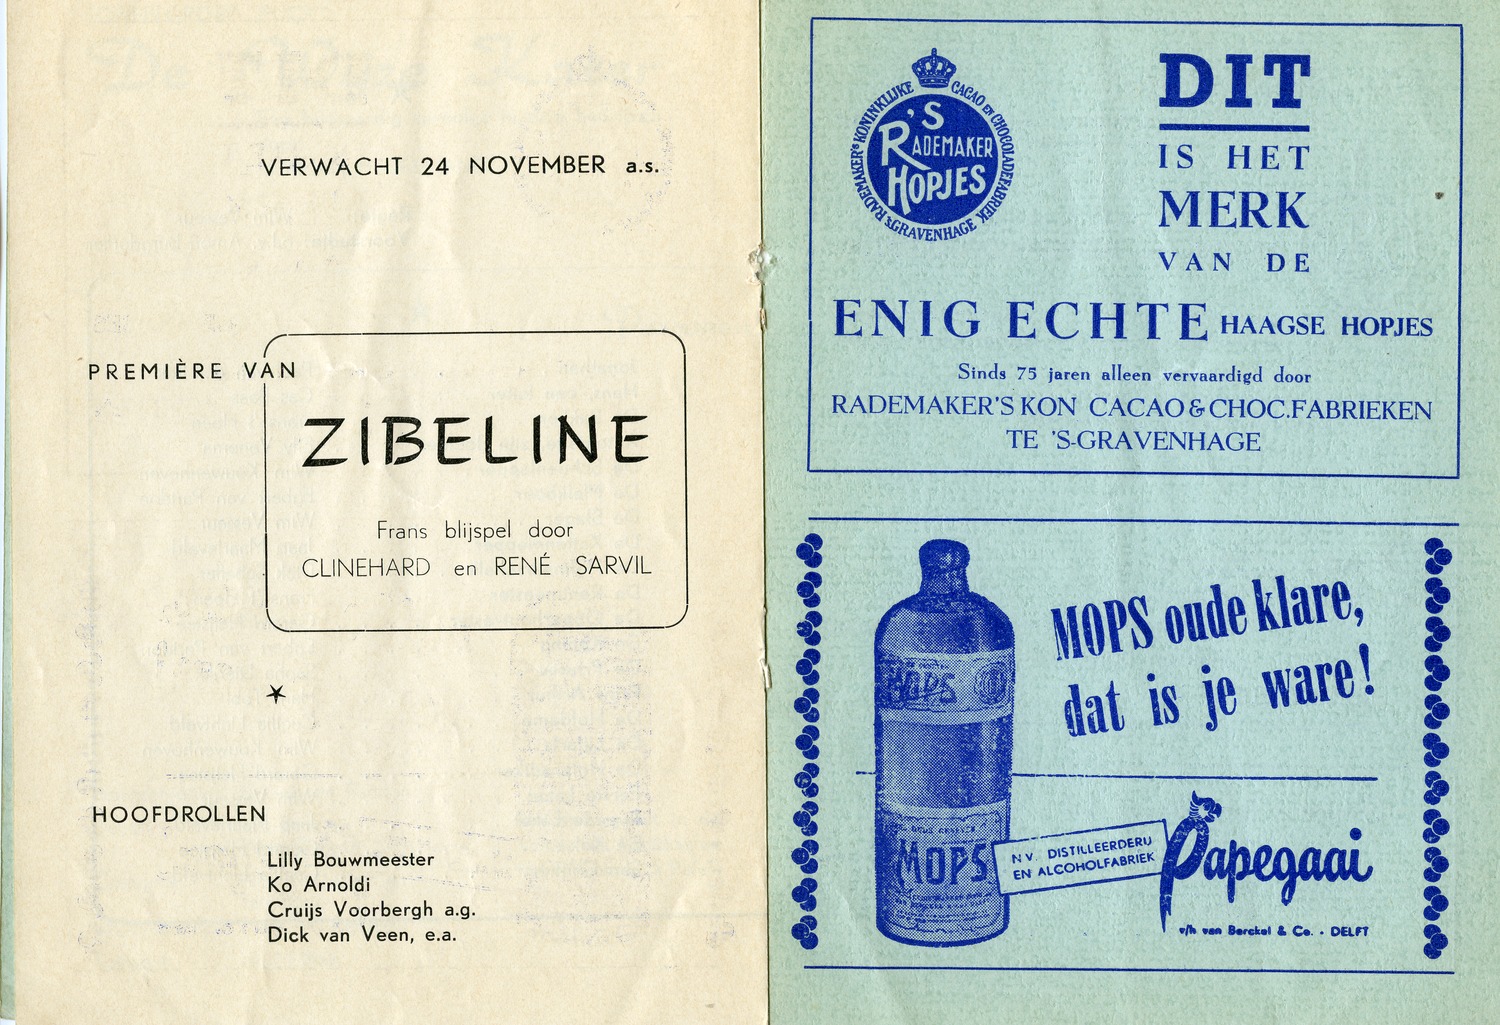 VERWACHT 24 NOVEMBER a.s.
PREMIÈRE VAN
ZIBELINE
Frans blijspel door
CLINEHARD en RENÉ SARVIL
HOOFDROLLEN
Lilly Bouwmeester
Ko Arnoldi
Cruijs Voorbergh a.g.
Dick van Veen, e.a.
RADEMAKER'S KONINKLIJKE CACAO EN CHOCOLADEFABRIEK 'S GRAVENHAGE
'S
RADEMAKER
HOPJES
DIT
IS HET
MERK
VAN DE
ENIG ECHTE HAAGSE HOPJES
Sinds 75 jaren alleen vervaardigd door
RADEMAKER'S KON CACAO & CHOC.FABRIEKEN
TE 'S-GRAVENHAGE
MOPS oude klare,
dat is je ware!
MOPS
MOPS
N.V. DISTILLEERDERIJ
EN ALCOHOLFABRIEK
Papegaai
v/h van Berckel & Co. - DELFT